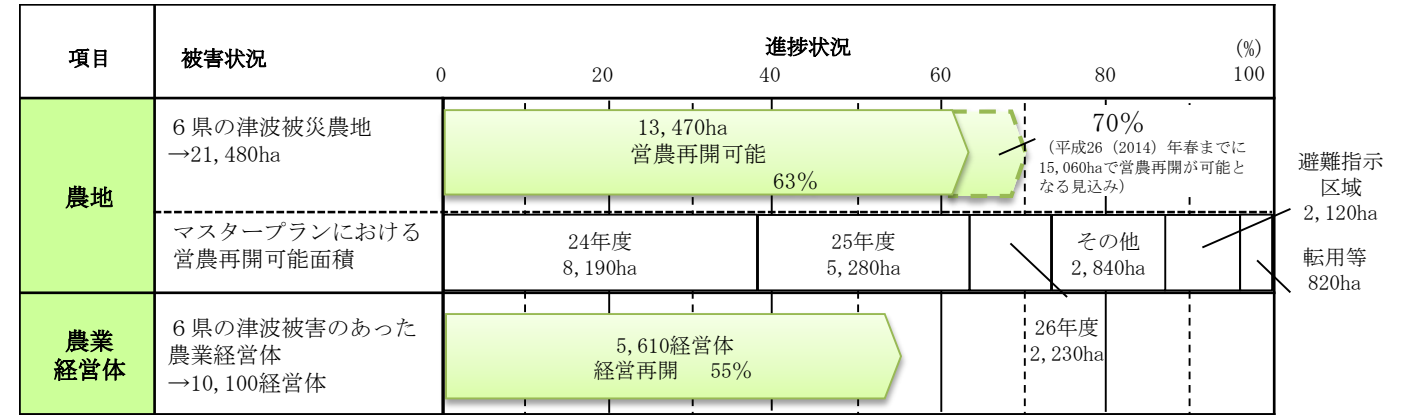 項目
被害状況
進捗状況
(%)
0 20 40 60 80 100
農地
６県の津波被災農地
→21,480ha
13,470ha
営農再開可能
63%
70%
（平成26（2014）年春までに
15,060haで営農再開が可能と
なる見込み）
マスタープランにおける
営農再開可能面積
24年度
8,190ha
25年度
5,280ha
その他
2,840ha
避難指示
区域
2,120ha
転用等
820ha
26年度
2,230ha
農業
経営体
６県の津波被害のあった
農業経営体
→10,100経営体
5,610経営体
経営再開 55%